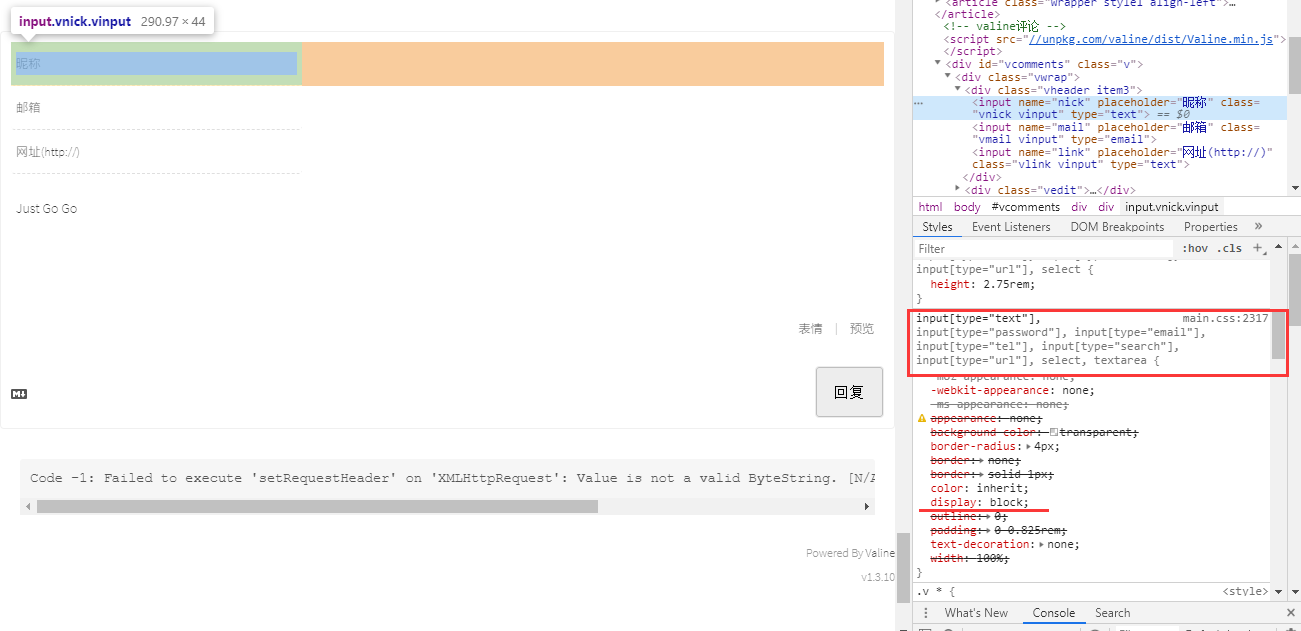 input.vnick.vinput 290.97 × 44
昵称
邮箱
网址(http://)
Just Go Go
表情 | 预览
回复
Code -1: Failed to execute 'setRequestHeader' on 'XMLHttpRequest': Value is not a valid ByteString. [N/A
Powered By Valine
v1.3.10
<article class="wrapper style1 align-left">…
</article>
<!-- valine评论 -->
<script src="//unpkg.com/valine/dist/Valine.min.js">
</script>
<div id="vcomments" class="v">
<div class="vwrap">
<div class="vheader item3">
<input name="nick" placeholder="昵称" class=
"vnick vinput" type="text"> == $0
<input name="mail" placeholder="邮箱" class=
"vmail vinput" type="email">
<input name="link" placeholder="网址(http://)"
class="vlink vinput" type="text">
</div>
<div class="vedit">…</div>
html body #vcomments div div input.vnick.vinput
Styles Event Listeners DOM Breakpoints Properties »
Filter :hov .cls +
input[type="url"], select {
height: 2.75rem;
}
input[type="text"], main.css:2317
input[type="password"], input[type="email"],
input[type="tel"], input[type="search"],
input[type="url"], select, textarea {
-moz-appearance: none;
-webkit-appearance: none;
-ms-appearance: none;
appearance: none;
background-color: transparent;
border-radius: 4px;
border: none;
border: solid 1px;
color: inherit;
display: block;
outline: 0;
padding: 0 0.825rem;
text-decoration: none;
width: 100%;
}
.v * { <style>
What's New Console Search